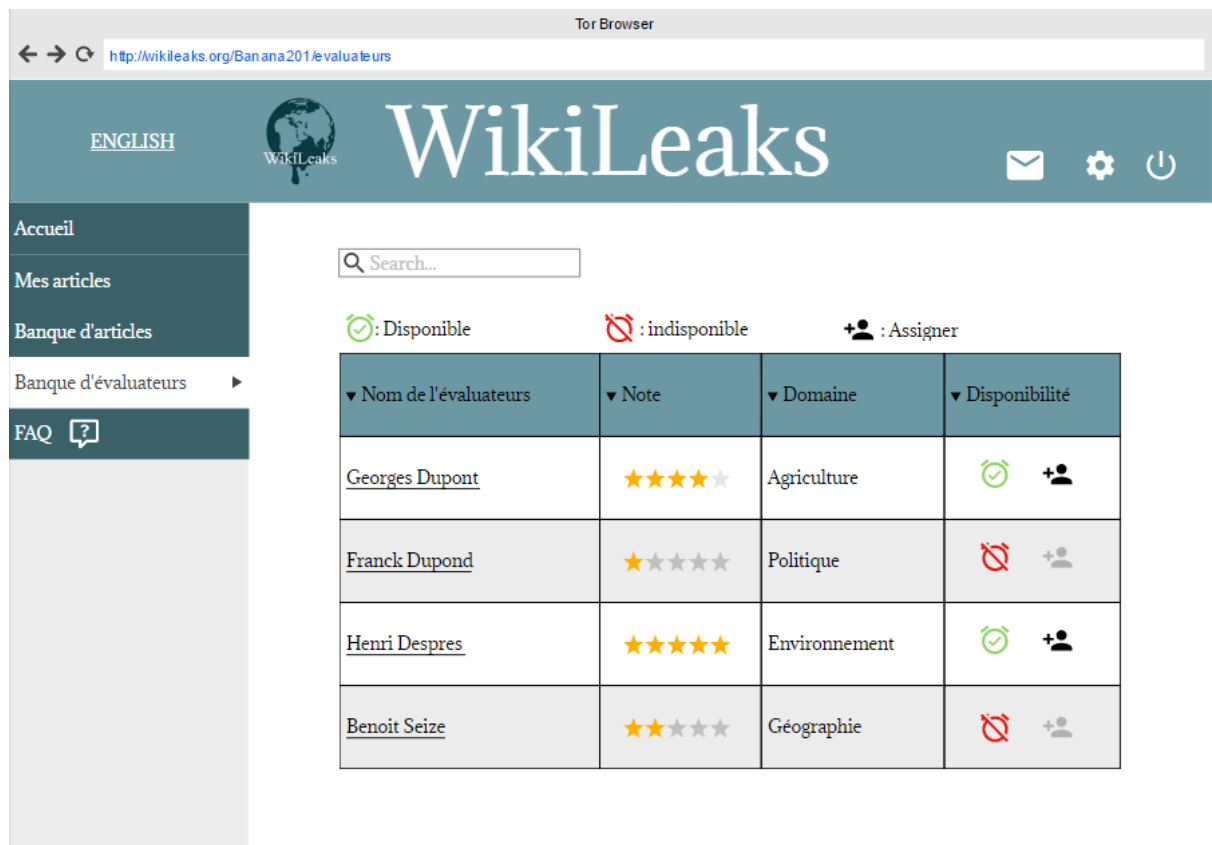 Tor Browser
http://wikileaks.org/Banana201/evaluateurs
ENGLISH
WikiLeaks
WikiLeaks
Accueil
Mes articles
Banque d'articles
Banque d'évaluateurs
FAQ
Search...
: Disponible : indisponible : Assigner
Nom de l'évaluateurs Note Domaine Disponibilité
Georges Dupont Agriculture
Franck Dupond Politique
Henri Despres Environnement
Benoit Seize Géographie